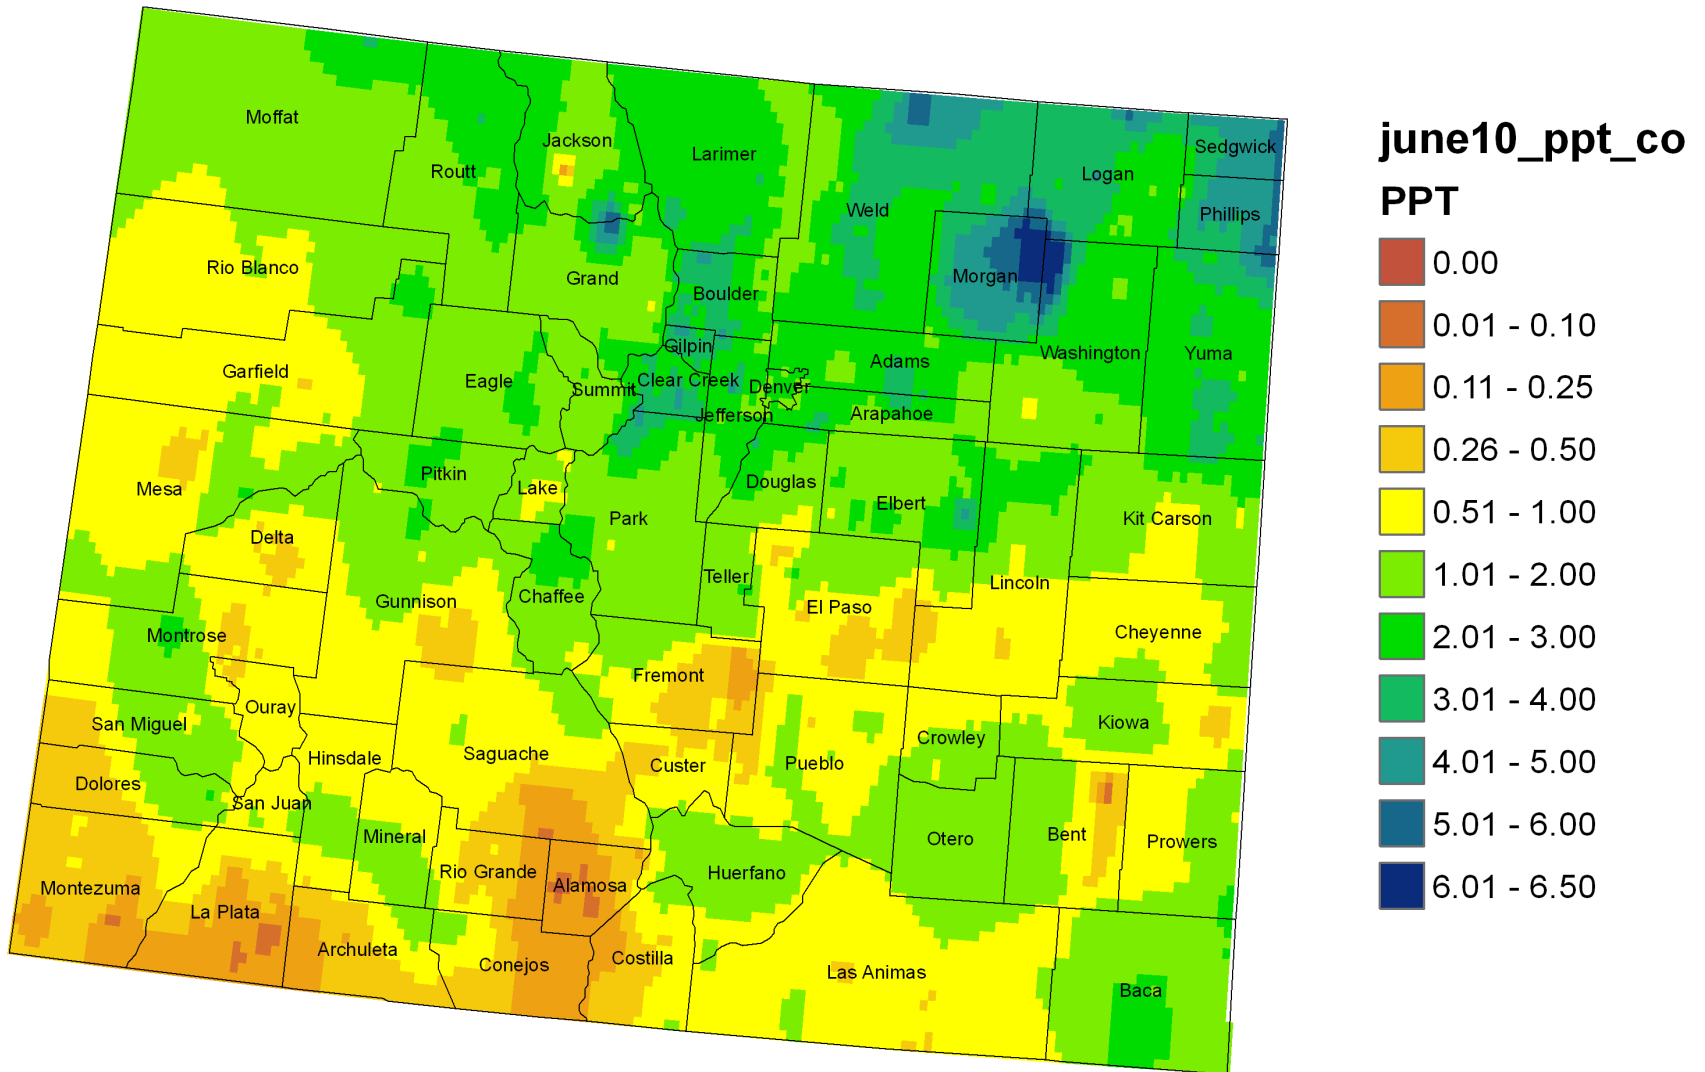 Moffat
Routt
Jackson
Larimer
Weld
Logan
Sedgwick
Phillips
Rio Blanco
Grand
Boulder
Morgan
Gilpin
Garfield
Eagle
Summit
Clear Creek
Denver
Jefferson
Adams
Arapahoe
Washington
Yuma
Mesa
Pitkin
Lake
Park
Douglas
Elbert
Kit Carson
Delta
Gunnison
Chaffee
Teller
El Paso
Lincoln
Cheyenne
Montrose
Fremont
San Miguel
Ouray
Hinsdale
Saguache
Custer
Pueblo
Crowley
Kiowa
Dolores
San Juan
Mineral
Rio Grande
Alamosa
Huerfano
Otero
Bent
Prowers
Montezuma
La Plata
Archuleta
Conejos
Costilla
Las Animas
Baca
june10_ppt_co
PPT
0.00
0.01 - 0.10
0.11 - 0.25
0.26 - 0.50
0.51 - 1.00
1.01 - 2.00
2.01 - 3.00
3.01 - 4.00
4.01 - 5.00
5.01 - 6.00
6.01 - 6.50